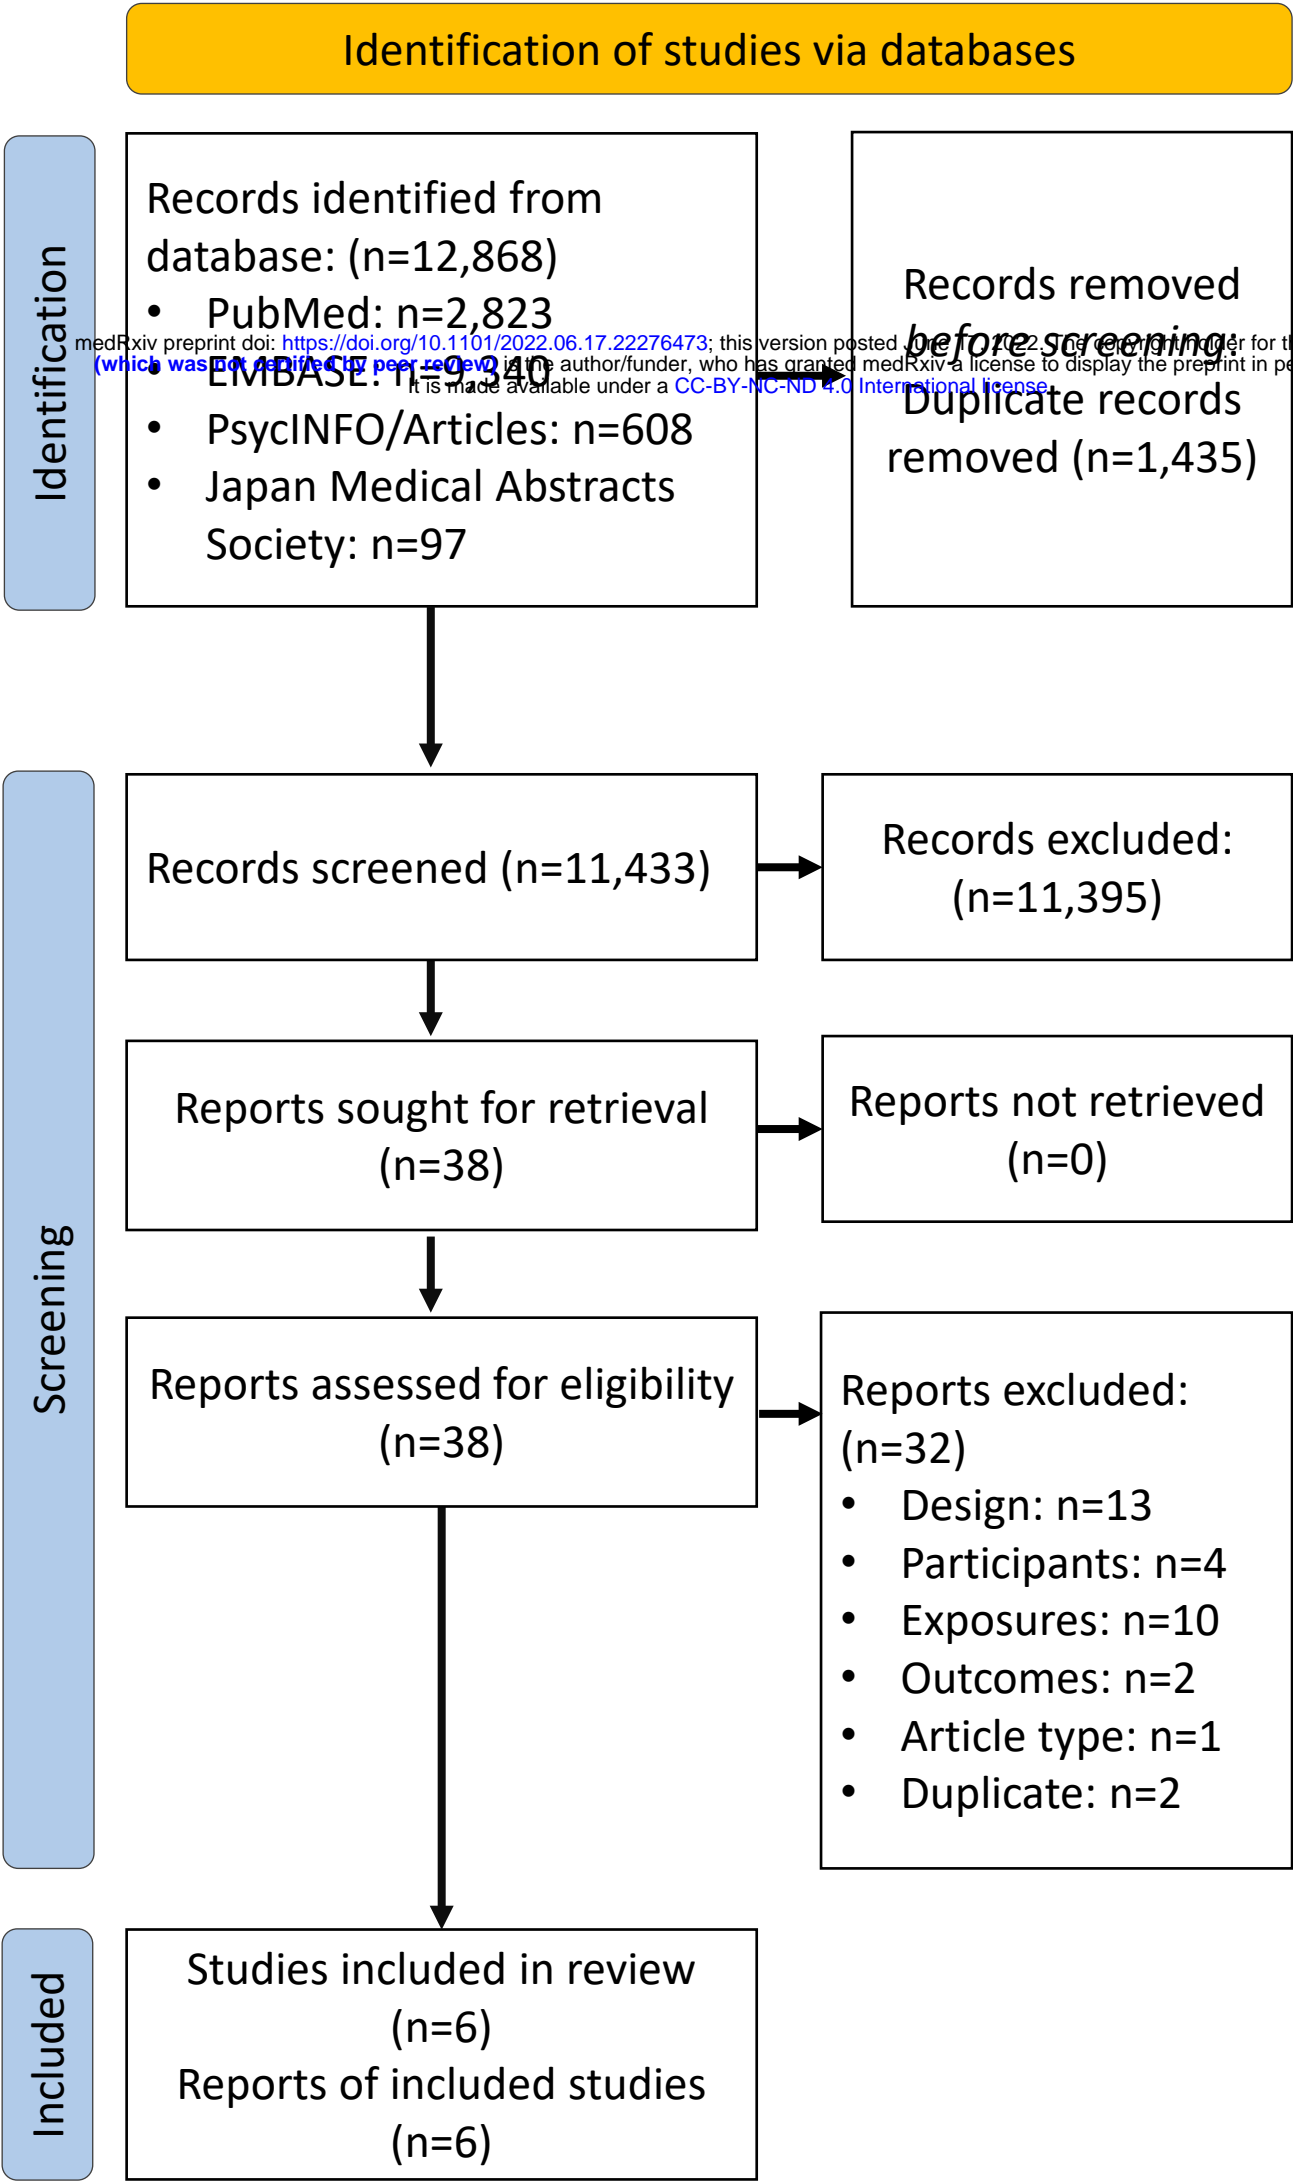 Identification of studies via databases
Identification
Records identified from
database: (n=12,868)
• PubMed: n=2,823
• EMBASE: n=9,340
• PsycINFO/Articles: n=608
• Japan Medical Abstracts
Society: n=97
Records removed
before screening:
Duplicate records
removed (n=1,435)
medRxiv preprint doi: https://doi.org/10.1101/2022.06.17.22276473; this version posted June 17, 2022. The copyright holder for
(which was not certified by peer review) is the author/funder, who has granted medRxiv a license to display the preprint in
It is made available under a CC-BY-NC-ND 4.0 International license.
Screening
Records screened (n=11,433)
Records excluded:
(n=11,395)
Reports sought for retrieval
(n=38)
Reports not retrieved
(n=0)
Reports assessed for eligibility
(n=38)
Reports excluded:
(n=32)
• Design: n=13
• Participants: n=4
• Exposures: n=10
• Outcomes: n=2
• Article type: n=1
• Duplicate: n=2
Included
Studies included in review
(n=6)
Reports of included studies
(n=6)